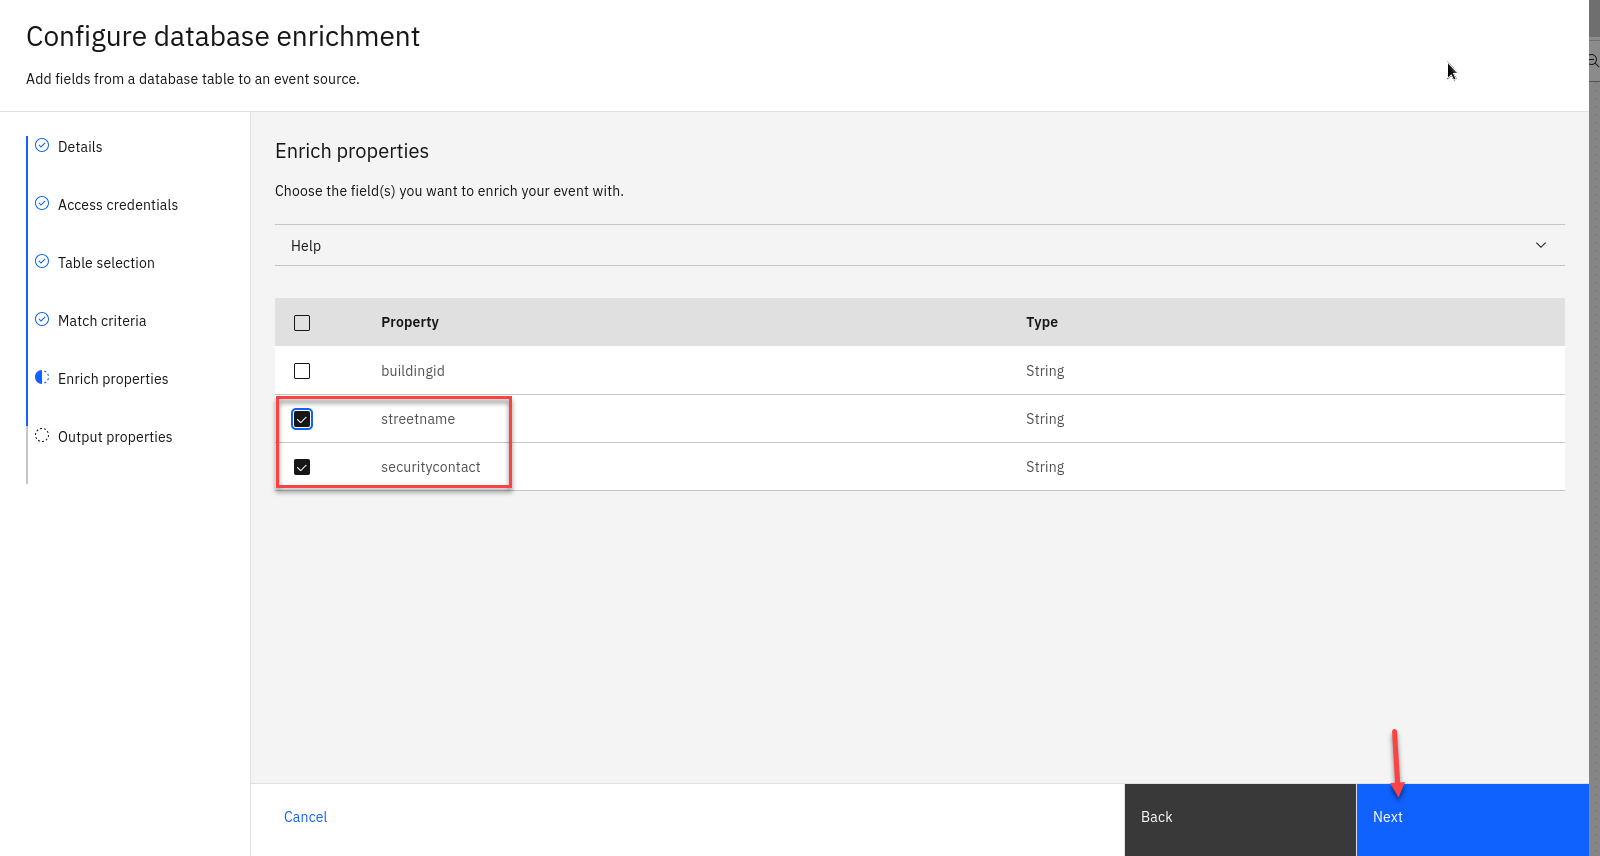 Configure database enrichment
Add fields from a database table to an event source.
Details
Access credentials
Table selection
Match criteria
Enrich properties
Output properties
Enrich properties
Choose the field(s) you want to enrich your event with.
Help
Property Type
buildingid String
streetname String
securitycontact String
Cancel Back Next